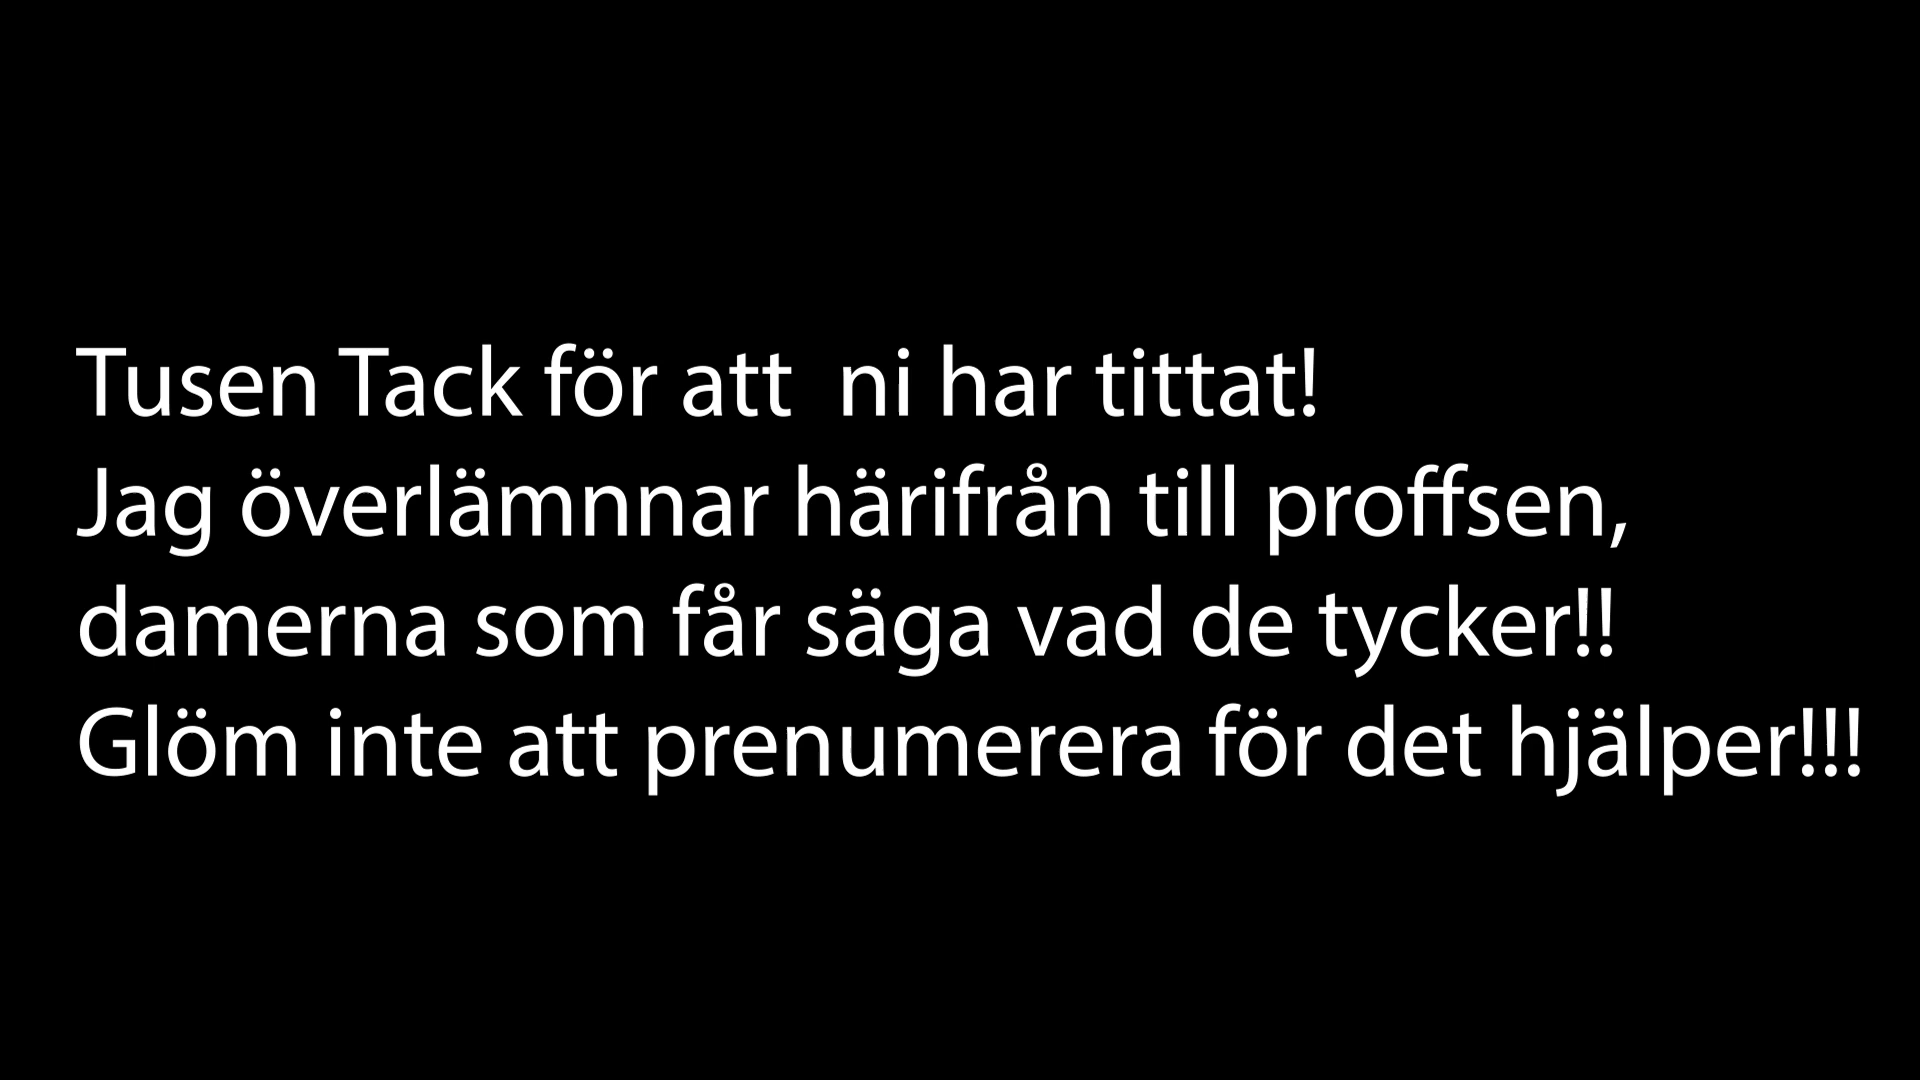 Tusen Tack för att  ni har tittat!
Jag överlämnnar härifrån till proffsen,
damerna som får säga vad de tycker!!
Glöm inte att prenumerera för det hjälper!!!